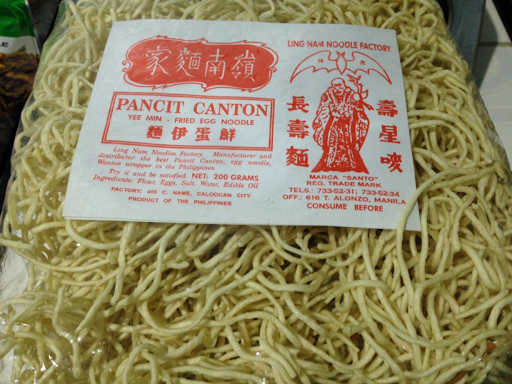 家麵南嶺
PANCIT CANTON
YEE MIN - FRIED EGG NOODLE
麵伊蛋鮮
Ling Nam Noodles Factory. Manufacturer and
distributor the best Pancit Canton, egg noodle,
Wonton wrapper in the Philippines.
Try it and be satisfied. NET: 200 GRAMS
Ingredients: Flour, Eggs, Salt, Water, Edible Oil
FACTORY: 455 C. NAME, CALOOCAN CITY
PRODUCT OF THE PHILIPPINES
LING NAM NOODLE FACTORY
長壽麵
壽星嘜
MARCA "SANTO"
REG. TRADE MARK
TELS.: 733-52-31; 733-52-34
OFF.: 616 T. ALONZO, MANILA
CONSUME BEFORE